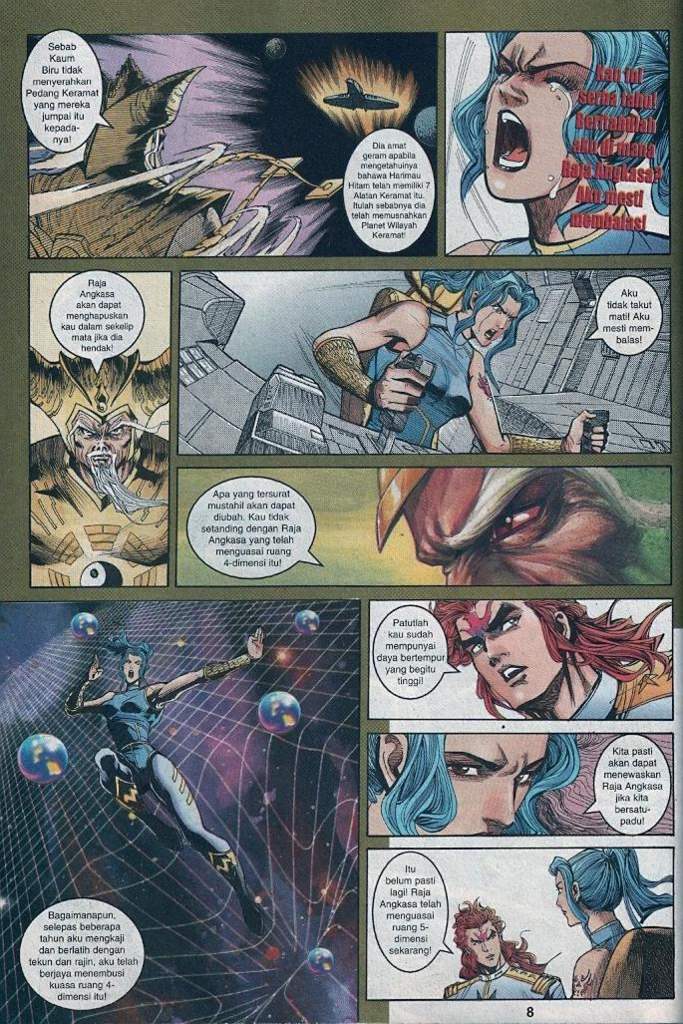 Sebab
Kaum
Biru tidak
menyerahkan
Pedang Keramat
yang mereka
jumpai itu
kepada-
nya!
Dia amat
geram apabila
mengetahuinya
bahawa Harimau
Hitam telah memiliki 7
Alatan Keramat itu.
Itulah sebabnya dia
telah memusnahkan
Planet Wilayah
Keramat!
Kau ini
serba tahu!
Beritahulah
aku di mana
Raja Angkasa?
Aku mesti
membalas!
Raja
Angkasa
akan dapat
menghapuskan
kau dalam sekelip
mata jika dia
hendak!
Aku
tidak takut
mati! Aku
mesti mem-
balas!
Apa yang tersurat
mustahil akan dapat
diubah. Kau tidak
setanding dengan Raja
Angkasa yang telah
menguasai ruang
4-dimensi itu!
Bagaimanapun,
selepas beberapa
tahun aku mengkaji
dan berlatih dengan
tekun dan rajin, aku telah
berjaya menembusi
kuasa ruang 4-
dimensi itu!
Patutlah
kau sudah
mempunyai
daya bertempur
yang begitu
tinggi!
Kita pasti
akan dapat
menewaskan
Raja Angkasa
jika kita
bersatu-
padu!
Itu
belum pasti
lagi! Raja
Angkasa telah
menguasai
ruang 5-
dimensi
sekarang!
8